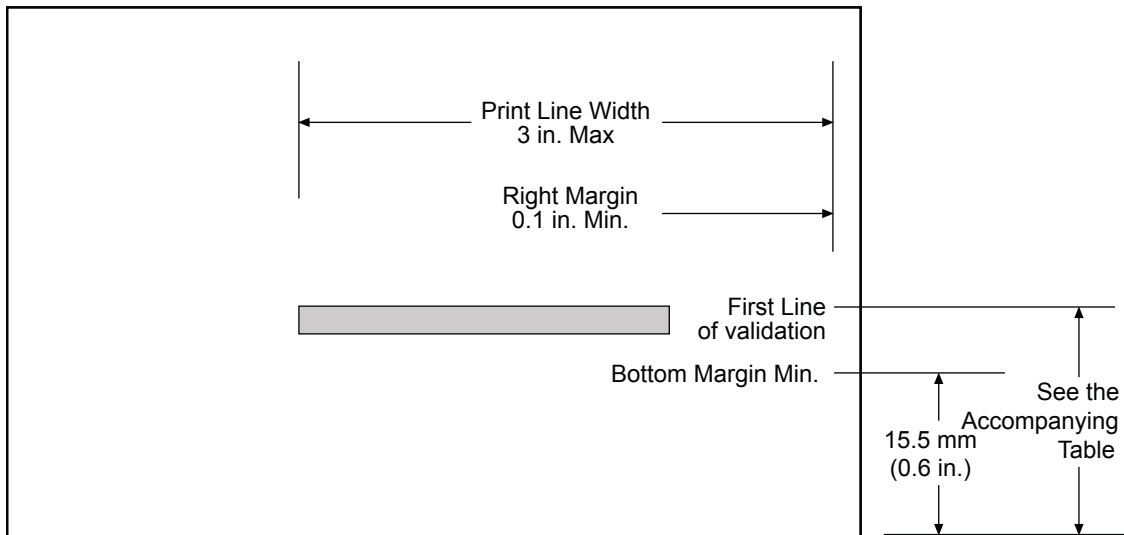 Print Line Width
3 in. Max
Right Margin
0.1 in. Min.
First Line
of validation
Bottom Margin Min.
See the
Accompanying
Table
15.5 mm
(0.6 in.)